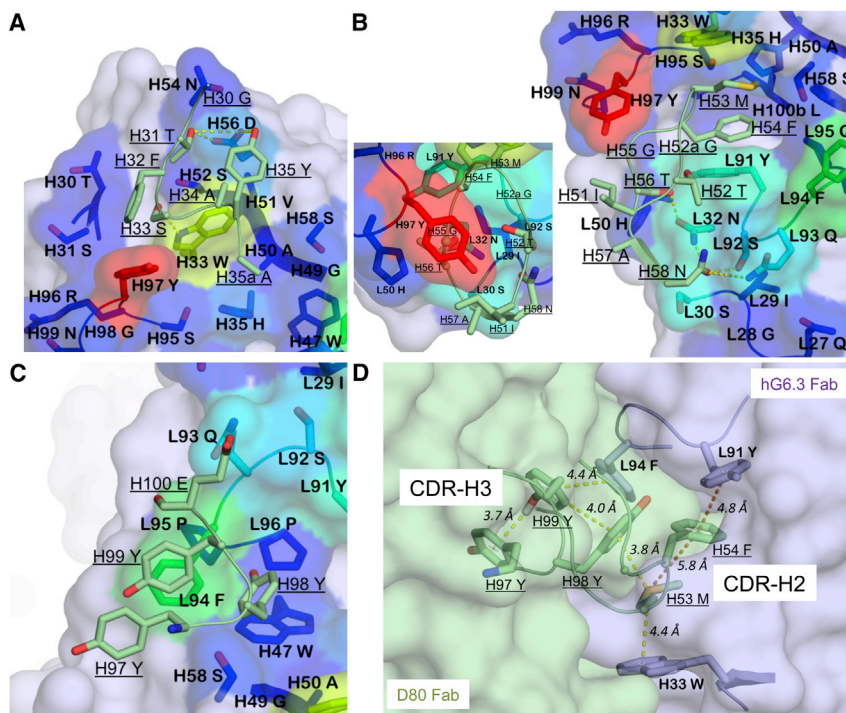 A
H54 N
H30 G
H56 D
H31 T
H32 F
H35 Y
H30 T
H52 S
H34 A
H51 V
H58 S
H31 S
H33 S
H50 A
H33 W
H49 G
H97 Y
H35a A
H96 R
H99 N
H98 G
H95 S
H35 H
H47 W
B
H96 R
L91 Y
H53 M
H54 F
H52a G
H97 Y
H55 G
L32 N
L92 S
H52 T
L29 I
H56 T
L50 H
L30 S
H58 N
H57 A
H51 I
H96 R
H33 W
H35 H
H50 A
H95 S
H58 S
H99 N
H97 Y
H53 M
H100b L
H54 F
L95 
H55 G
H52a G
L91 Y
H56 T
L94 F
H51 I
H52 T
L50 H
L32 N
L93 Q
L92 S
H57 A
H58 N
L29 I
L30 S
L28 G
L27 Q
C
L29 I
L93 Q
L92 S
L91 Y
H100 E
L95 P
L96 P
H99 Y
H98 Y
L94 F
H97 Y
H47 W
H58 S
H50 A
H49 G
D
hG6.3 Fab
L94 F
L91 Y
4.4 Å
CDR-H3
4.8 Å
4.0 Å
3.7 Å
H99 Y
3.8 Å
H54 F
5.8 Å
H97 Y
H98 Y
CDR-H2
H53 M
4.4 Å
D80 Fab
H33 W